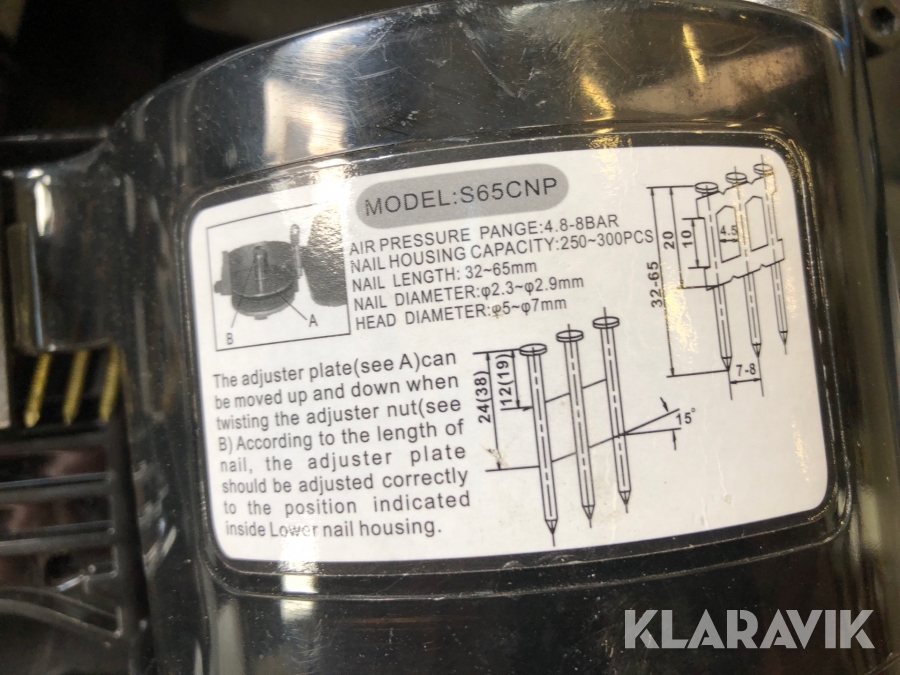 MODEL:S65CNP
AIR PRESSURE PANGE:4.8-8BAR
NAIL HOUSING CAPACITY:250~300PCS
NAIL LENGTH: 32~65mm
NAIL DIAMETER:φ2.3~φ2.9mm
HEAD DIAMETER:φ5~φ7mm
B
A
The adjuster plate(see A)can
be moved up and down when
twisting the adjuster nut(see
B) According to the length of
nail, the adjuster plate
should be adjusted correctly
to the position indicated
inside Lower nail housing.
24(38)
12(19)
15°
32-65
20
10
4.5
7-8
KLARAVIK